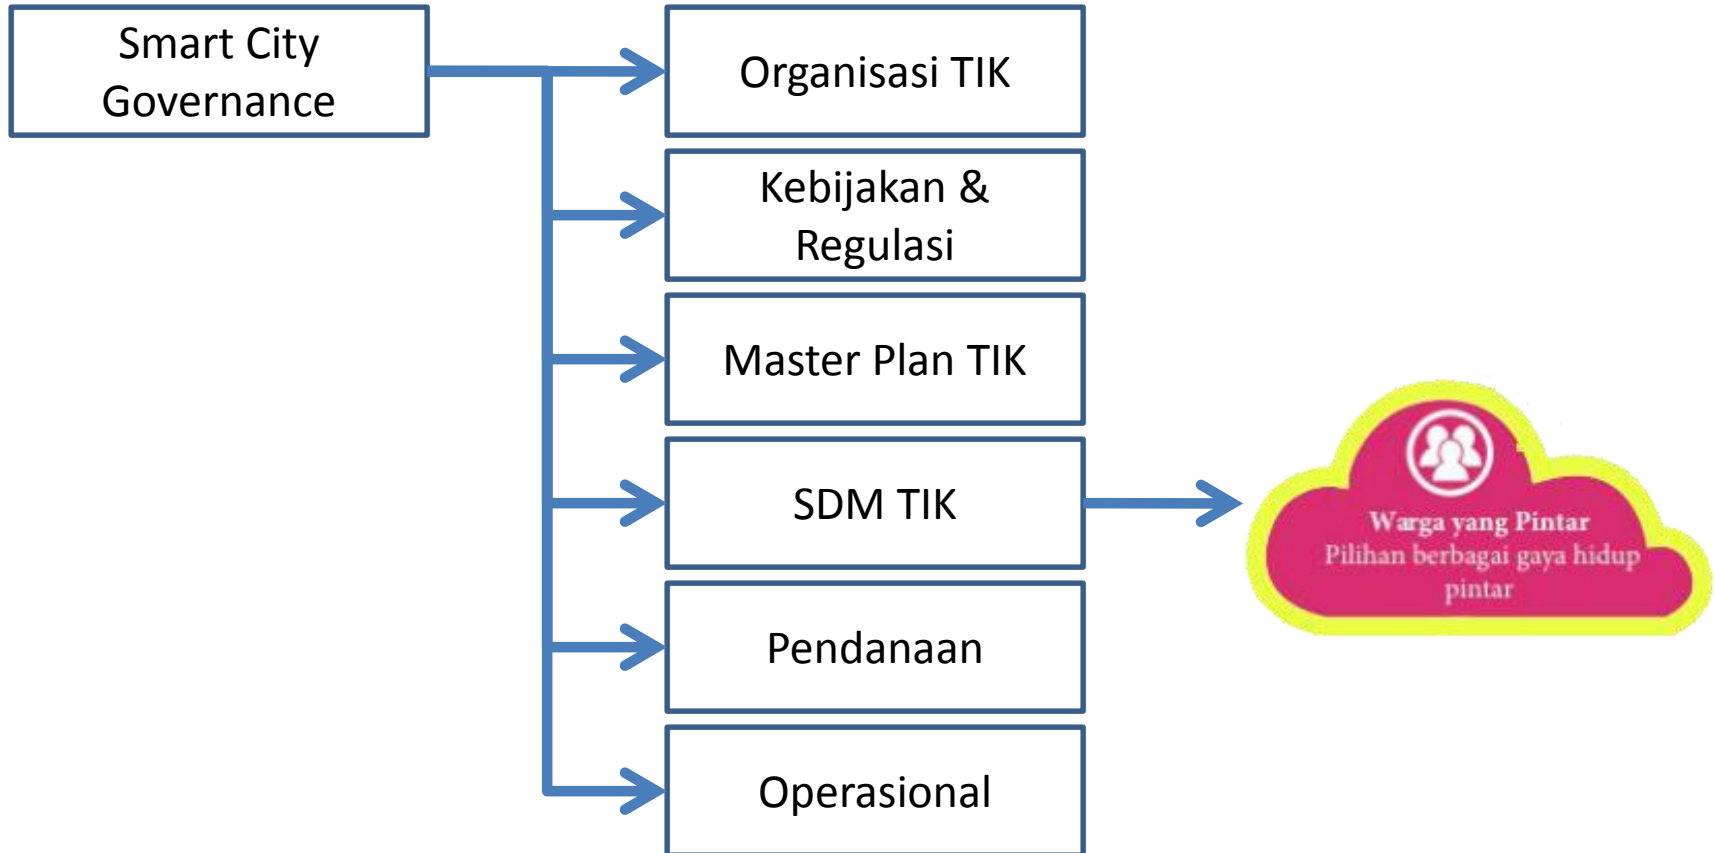 Smart City
Governance
Organisasi TIK
Kebijakan &
Regulasi
Master Plan TIK
SDM TIK
Warga yang Pintar
Pilihan berbagai gaya hidup
pintar
Pendanaan
Operasional